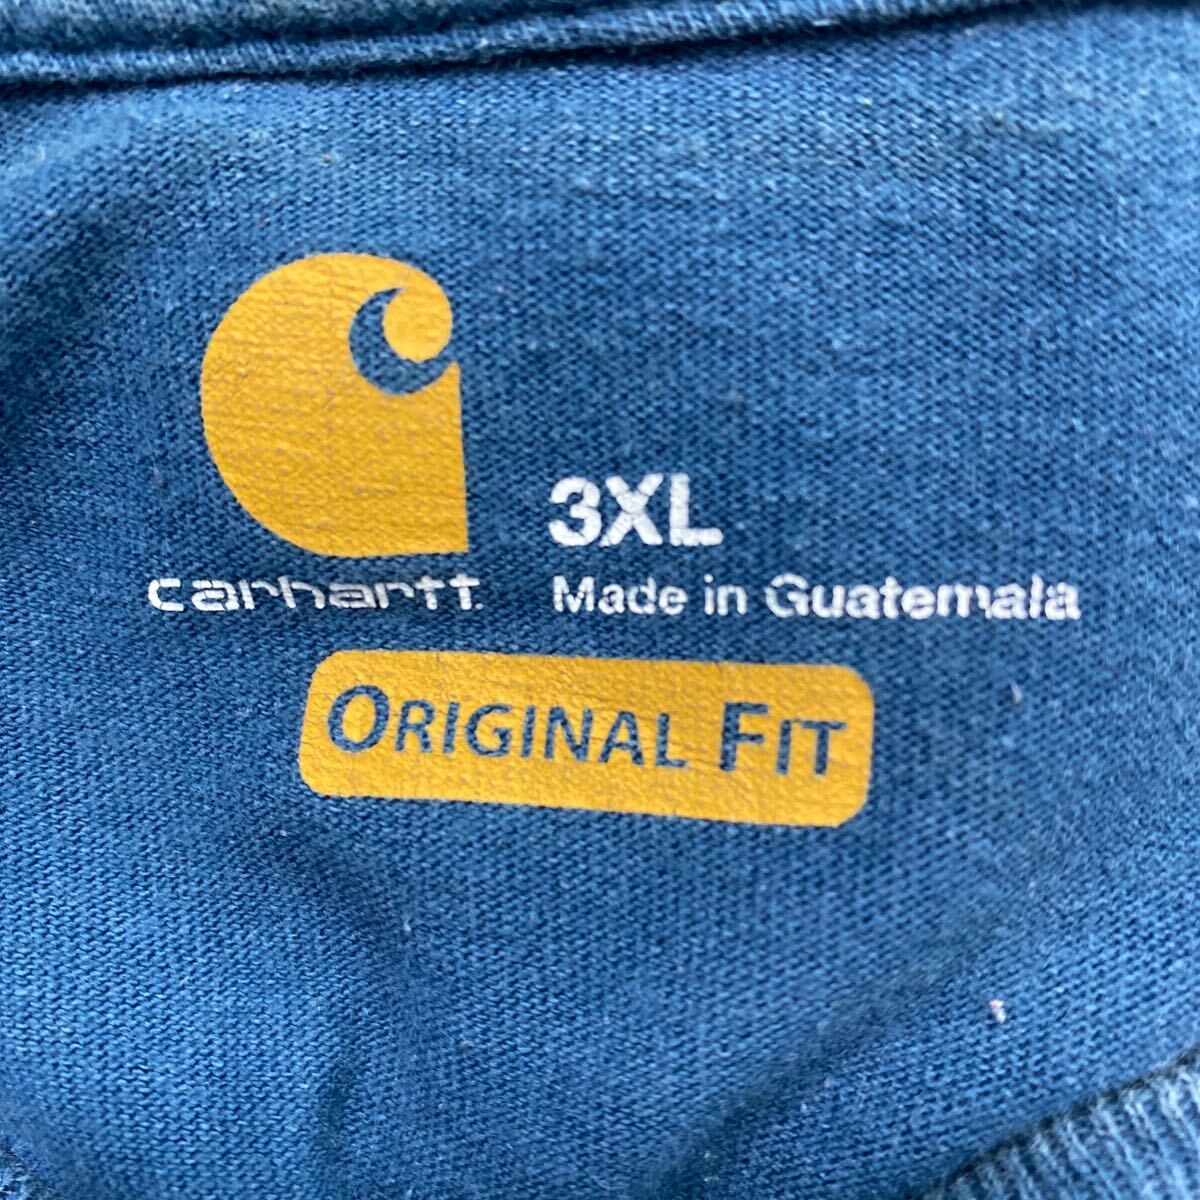 3XL
carhartt
Made in Guatemala
ORIGINAL FIT